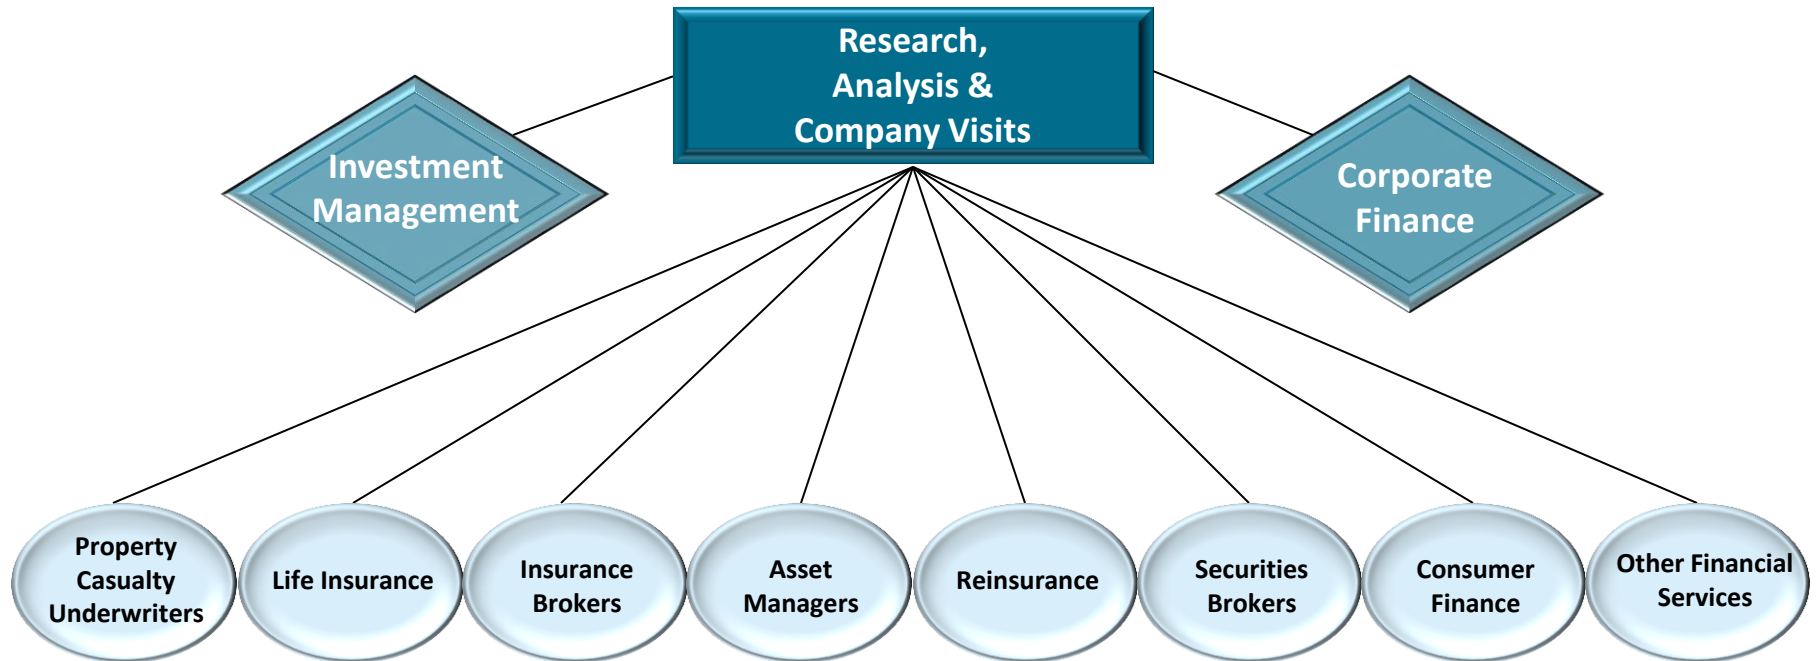 Research,
Analysis &
Company Visits
Investment
Management
Corporate
Finance
Property
Casualty
Underwriters
Life Insurance
Insurance
Brokers
Asset
Managers
Reinsurance
Securities
Brokers
Consumer
Finance
Other Financial
Services